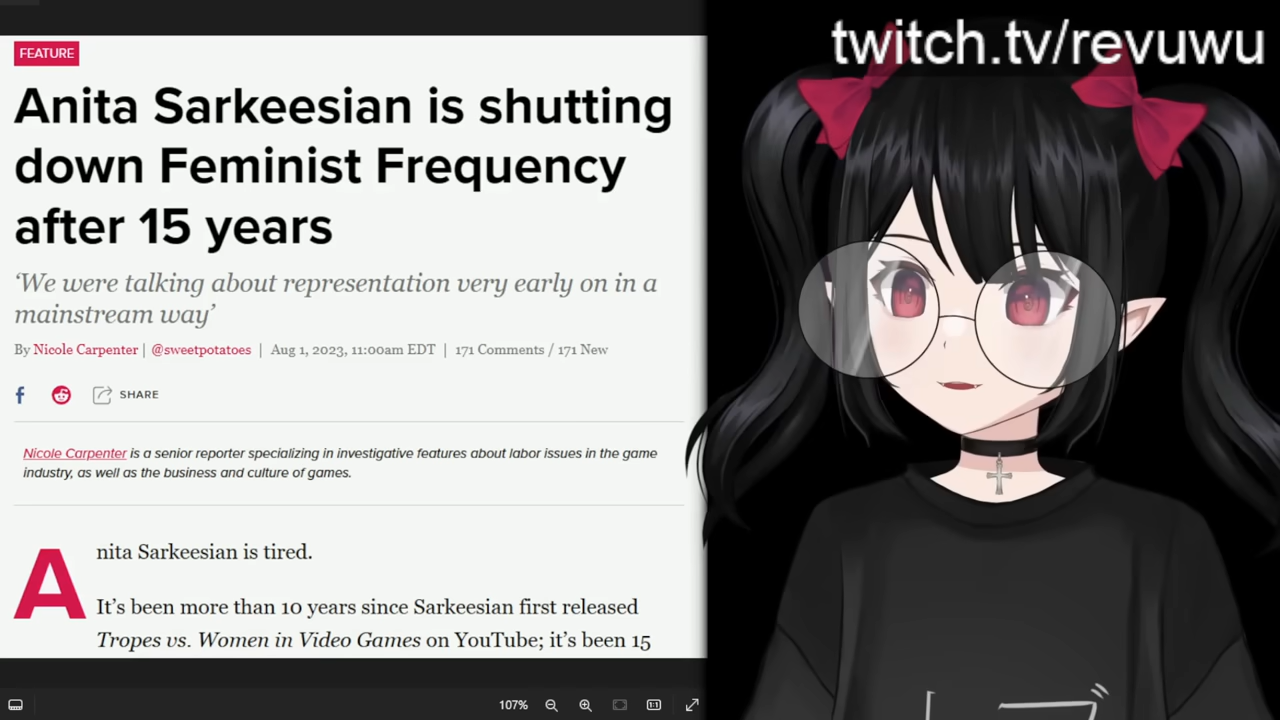 FEATURE
Anita Sarkeesian is shutting
down Feminist Frequency
after 15 years
‘We were talking about representation very early on in a
mainstream way’
By Nicole Carpenter | @sweetpotatoes | Aug 1, 2023, 11:00am EDT | 171 Comments / 171 New
SHARE
Nicole Carpenter is a senior reporter specializing in investigative features about labor issues in the game
industry, as well as the business and culture of games.
Anita Sarkeesian is tired.
It’s been more than 10 years since Sarkeesian first released
Tropes vs. Women in Video Games on YouTube; it’s been 15
107%
1:1
twitch.tv/revuwu